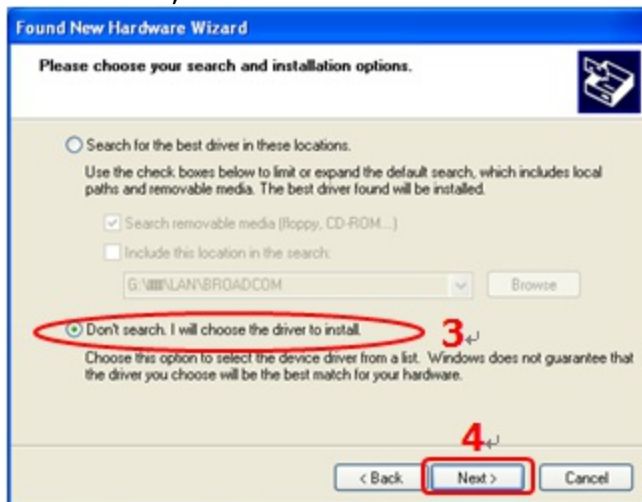 Found New Hardware Wizard
Please choose your search and installation options.
Search for the best driver in these locations.
Use the check boxes below to limit or expand the default search, which includes local
paths and removable media. The best driver found will be installed.
Search removable media (floppy, CD-ROM...)
Include this location in the search:
LAN\BROADCOM
Browse
Don't search. I will choose the driver to install.
3
Choose this option to select the device driver from a list. Windows does not guarantee that
the driver you choose will be the best match for your hardware.
4
< Back Next > Cancel